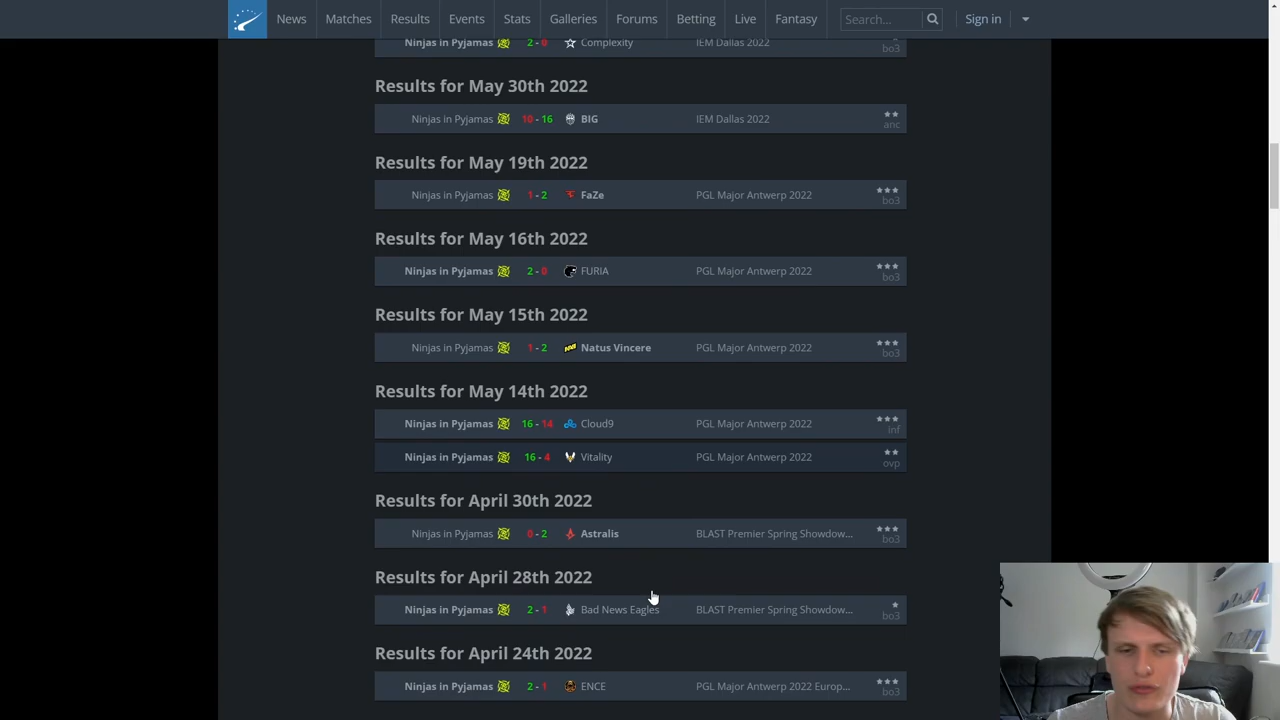 News Matches Results Events Stats Galleries Forums Betting Live Fantasy Search... Sign in
Ninjas in Pyjamas 2 - 0 Complexity IEM Dallas 2022 bo3
Results for May 30th 2022
Ninjas in Pyjamas 10 - 16 BIG IEM Dallas 2022 anc
Results for May 19th 2022
Ninjas in Pyjamas 1 - 2 FaZe PGL Major Antwerp 2022 bo3
Results for May 16th 2022
Ninjas in Pyjamas 2 - 0 FURIA PGL Major Antwerp 2022 bo3
Results for May 15th 2022
Ninjas in Pyjamas 1 - 2 Natus Vincere PGL Major Antwerp 2022 bo3
Results for May 14th 2022
Ninjas in Pyjamas 16 - 14 Cloud9 PGL Major Antwerp 2022 inf
Ninjas in Pyjamas 16 - 4 Vitality PGL Major Antwerp 2022 ovp
Results for April 30th 2022
Ninjas in Pyjamas 0 - 2 Astralis BLAST Premier Spring Showdow... bo3
Results for April 28th 2022
Ninjas in Pyjamas 2 - 1 Bad News Eagles BLAST Premier Spring Showdow... bo3
Results for April 24th 2022
Ninjas in Pyjamas 2 - 1 ENCE PGL Major Antwerp 2022 Europ... bo3